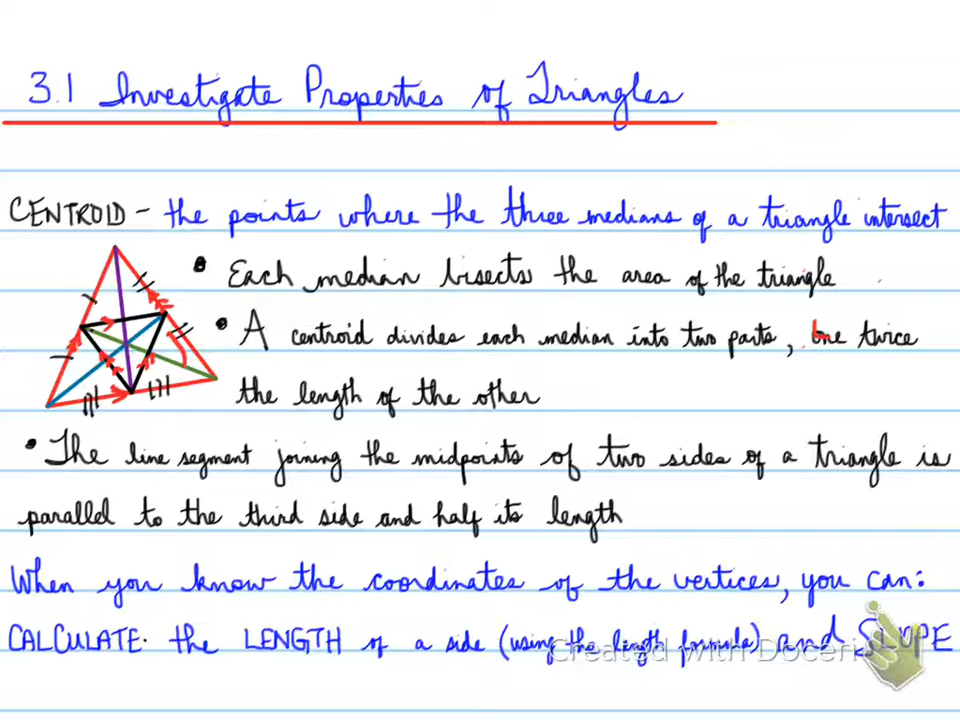 3.1 Investigate Properties of Triangles
CENTROID - the points where the three medians of a triangle intersect
• Each median bisects the area of the triangle
• A centroid divides each median into two parts, one twice
the length of the other
• The line segment joining the midpoints of two sides of a triangle is
parallel to the third side and half its length
When you know the coordinates of the vertices, you can:
CALCULATE · the LENGTH of a side (using the length formula) and SLOPE
Created with Doceri